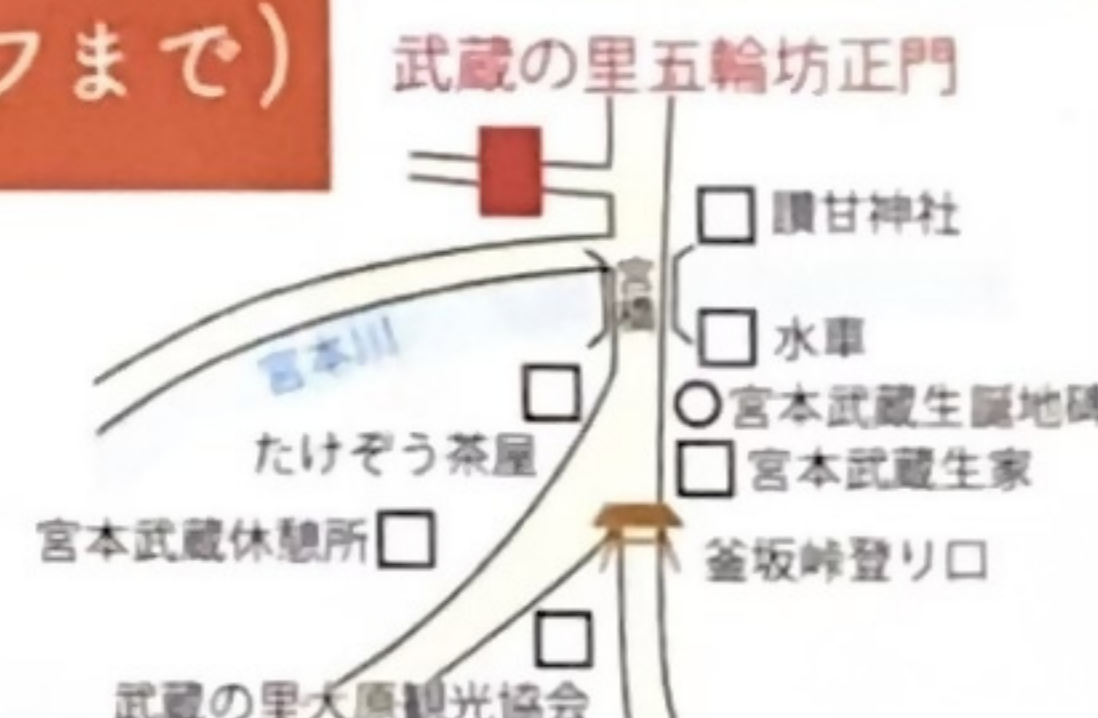 フまで)
武蔵の里五輪坊正門
讃甘神社
宮橋
宮本川
水車
宮本武蔵生誕地碑
たけぞう茶屋
宮本武蔵生家
宮本武蔵休憩所
釜坂峠登り口
武蔵の里大原観光協会